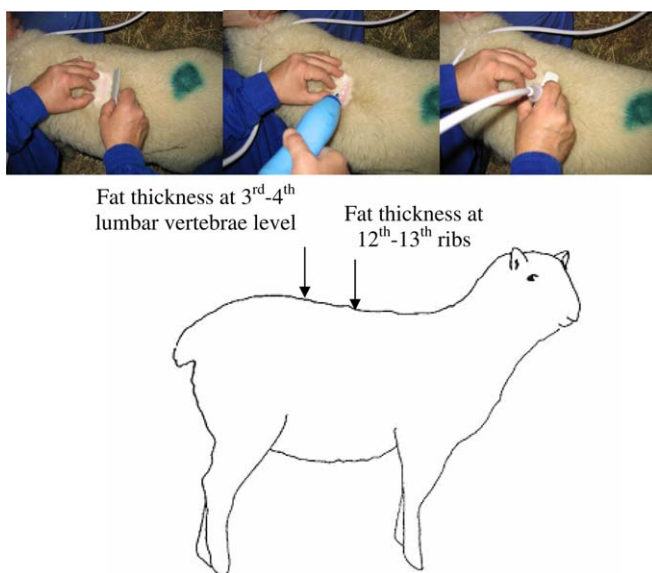 Fat thickness at 3rd-4th
lumbar vertebrae level
Fat thickness at
12th-13th ribs